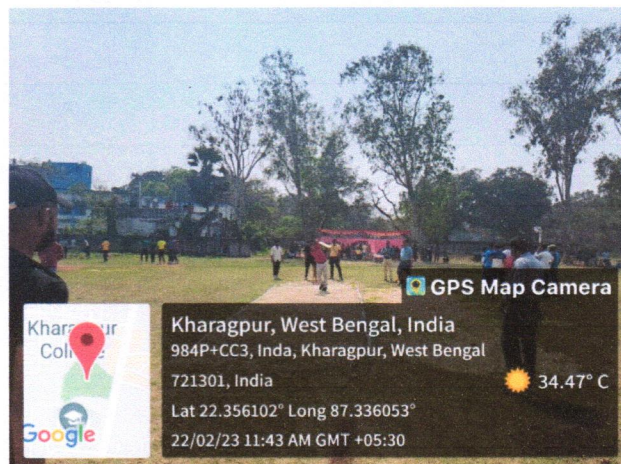 GPS Map Camera
Kharagpur
College
Google
Kharagpur, West Bengal, India
984P+CC3, Inda, Kharagpur, West Bengal
721301, India
34.47° C
Lat 22.356102° Long 87.336053°
22/02/23 11:43 AM GMT +05:30